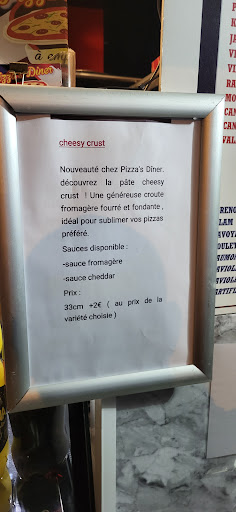 à em
Diner
cheesy crust
Nouveauté chez Pizza's Diner.
découvrez la pâte cheesy
crust ! Une généreuse croute
fromagère fourré et fondante ,
idéal pour sublimer vos pizzas
préféré.
Sauces disponible :
-sauce fromagère
-sauce cheddar
Prix :
33cm +2€ ( au prix de la
variété choisie )